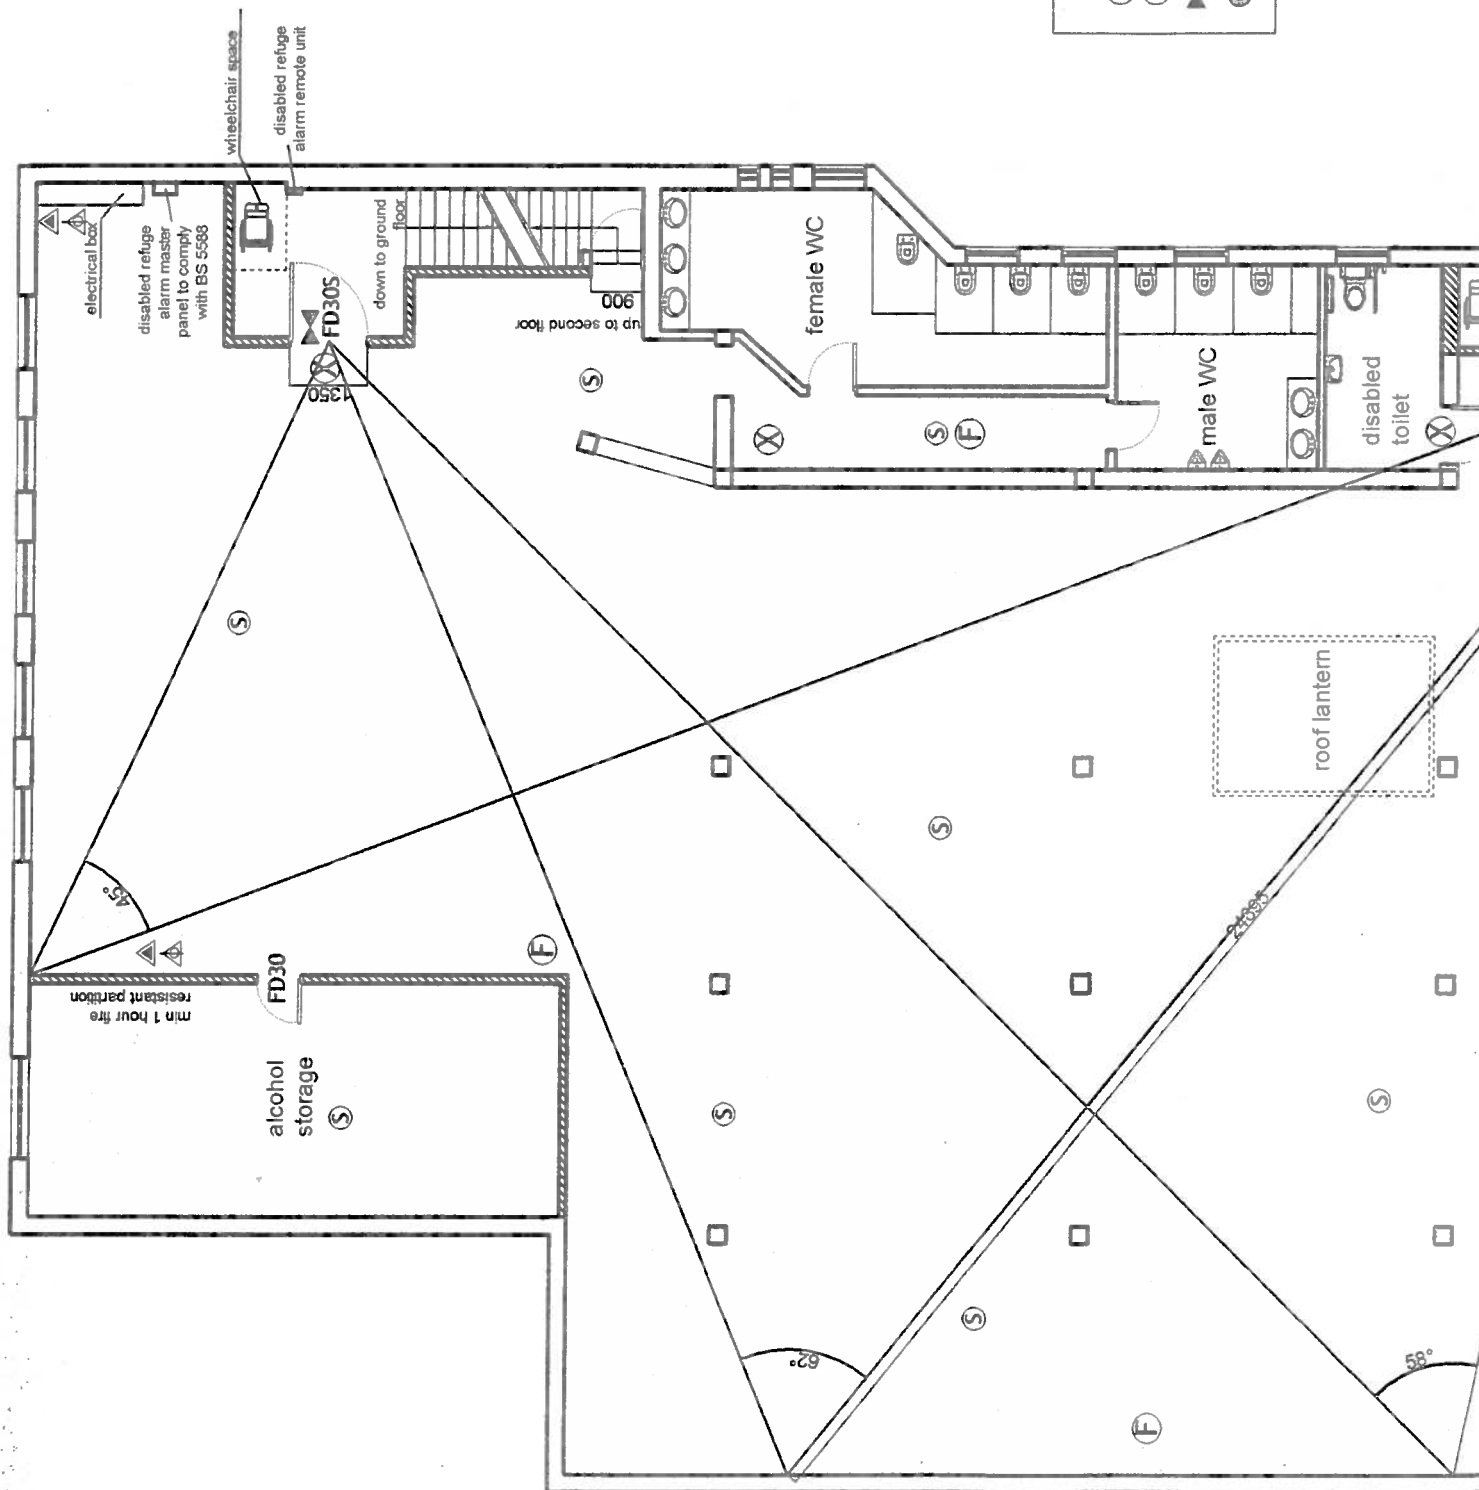 wheelchair space
disabled refuge
alarm remote unit
electrical box
disabled refuge
alarm master
panel to comply
with BS 5588
down to ground
floor
FD30S
1350
900
up to second floor
female WC
male WC
disabled
toilet
S
S
F
S
45°
F
FD30
min 1 hour fire
resistant partition
alcohol
storage
S
roof lantern
S
S
S
S
62°
58°
F